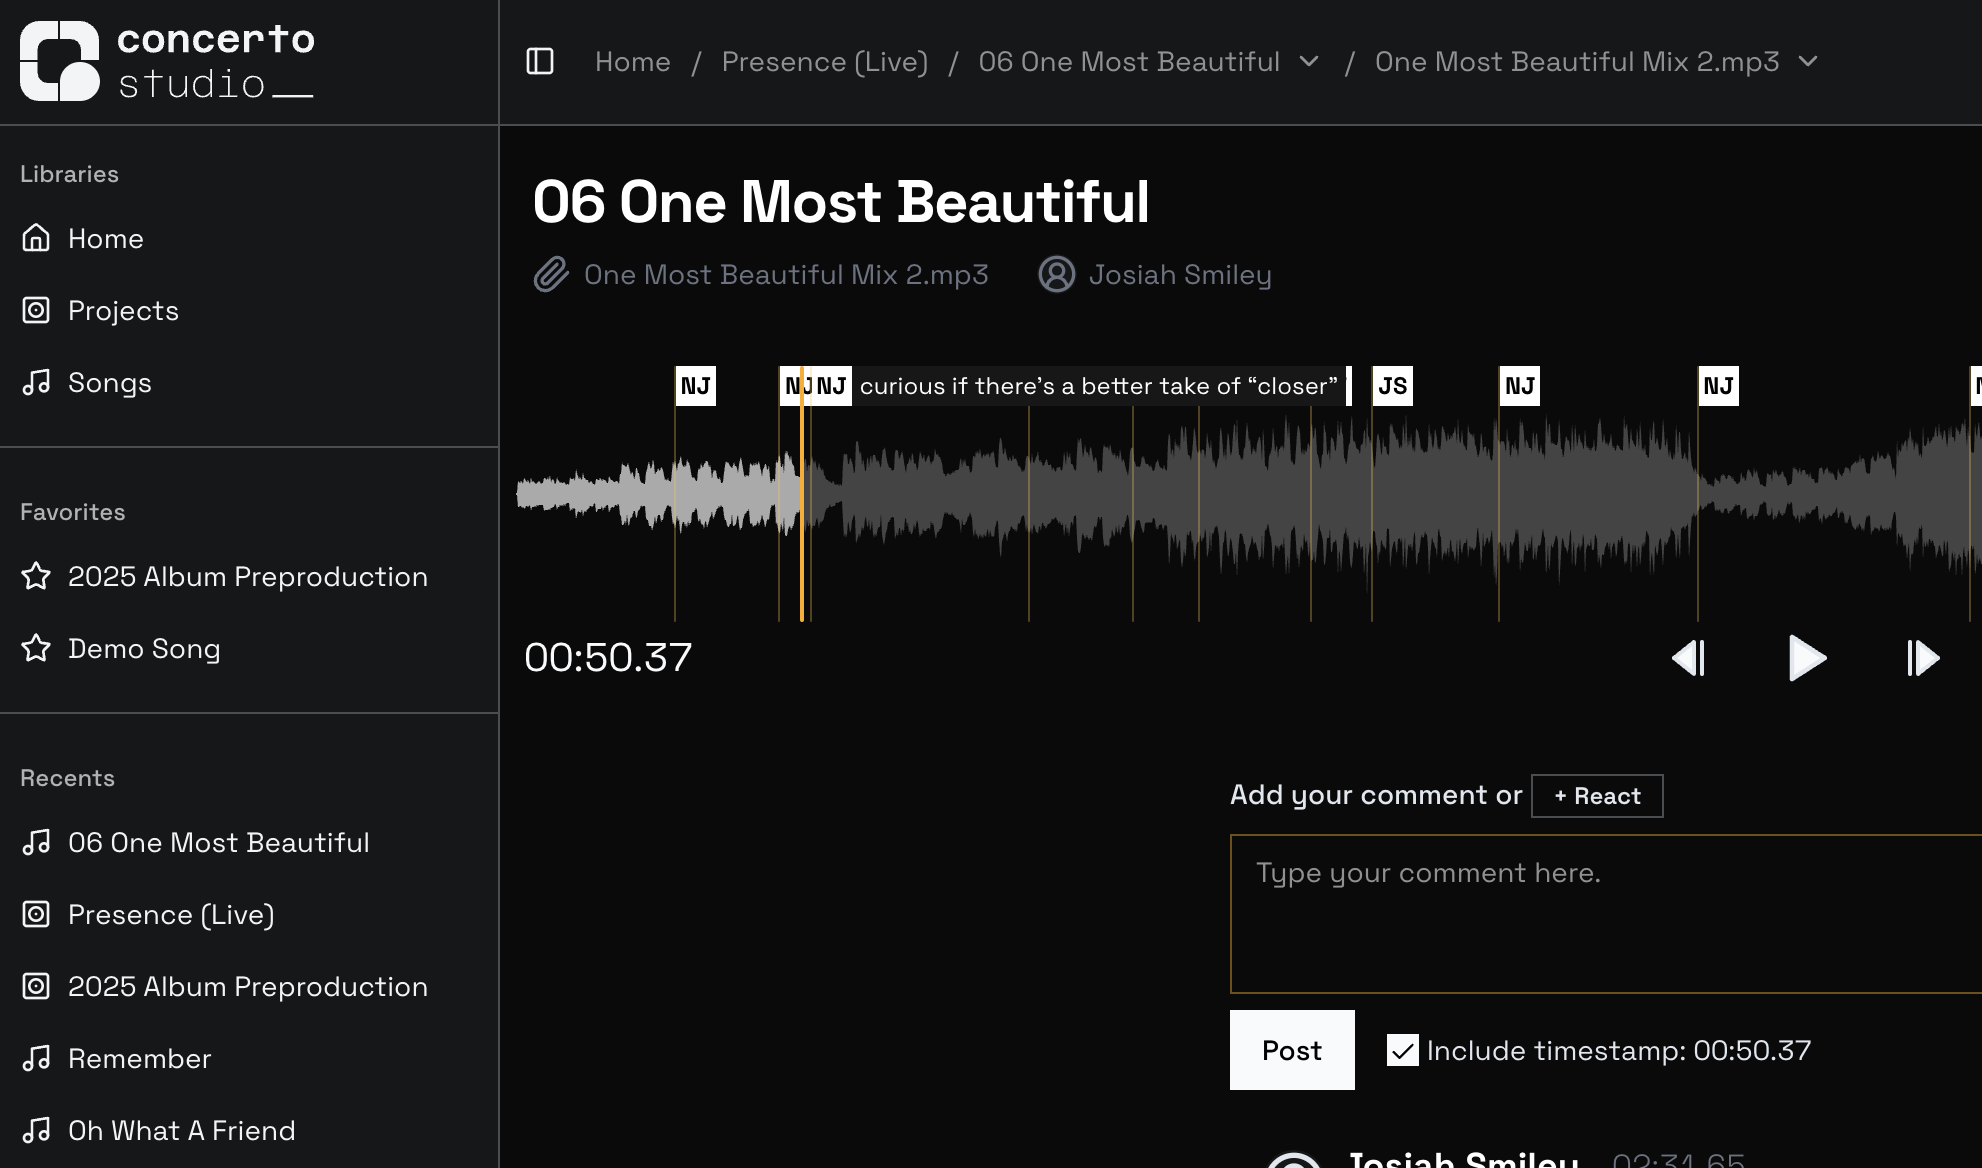 concerto
studio
Home / Presence (Live) / 06 One Most Beautiful / One Most Beautiful Mix 2.mp3
Libraries
Home
Projects
Songs
Favorites
2025 Album Preproduction
Demo Song
Recents
06 One Most Beautiful
Presence (Live)
2025 Album Preproduction
Remember
Oh What A Friend
06 One Most Beautiful
One Most Beautiful Mix 2.mp3 Josiah Smiley
NJ NJ NJ curious if there’s a better take of “closer” JS NJ NJ
00:50.37
Add your comment or + React
Type your comment here.
Post Include timestamp: 00:50.37
Josiah Smiley 02:31.65